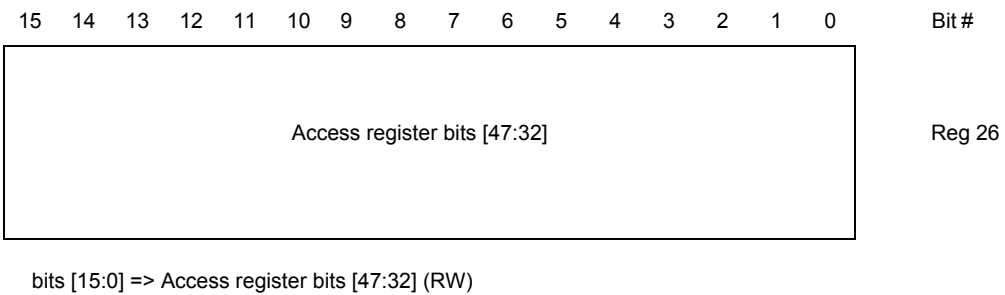 15 14 13 12 11 10 9 8 7 6 5 4 3 2 1 0 Bit #
Access register bits [47:32] Reg 26
bits [15:0] => Access register bits [47:32] (RW)